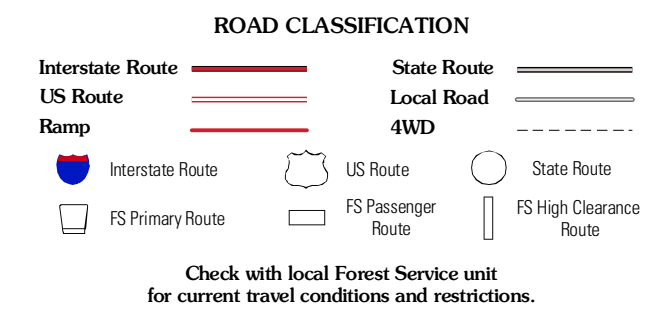 ROAD CLASSIFICATION
Interstate Route
State Route
US Route
Local Road
Ramp
4WD
Interstate Route
US Route
State Route
FS Primary Route
FS Passenger
Route
FS High Clearance
Route
Check with local Forest Service unit
for current travel conditions and restrictions.